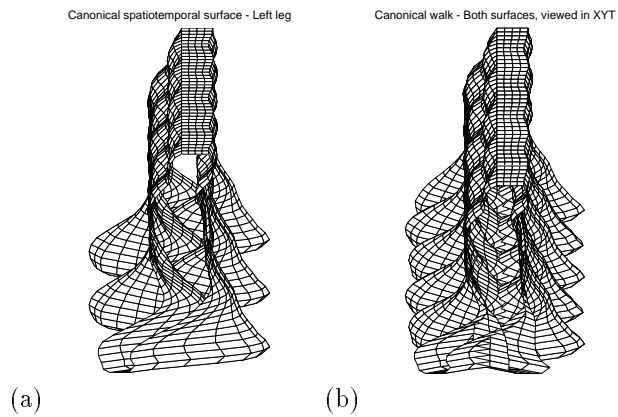 Canonical spatiotemporal surface - Left leg
Canonical walk - Both surfaces, viewed in XYT
(a)
(b)